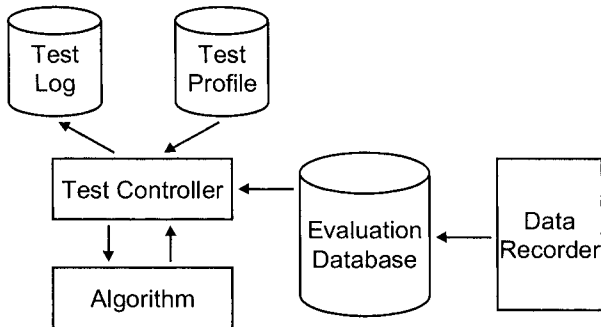 Test
Log
Test
Profile
Test Controller
Evaluation
Database
Data
Recorder
Algorithm